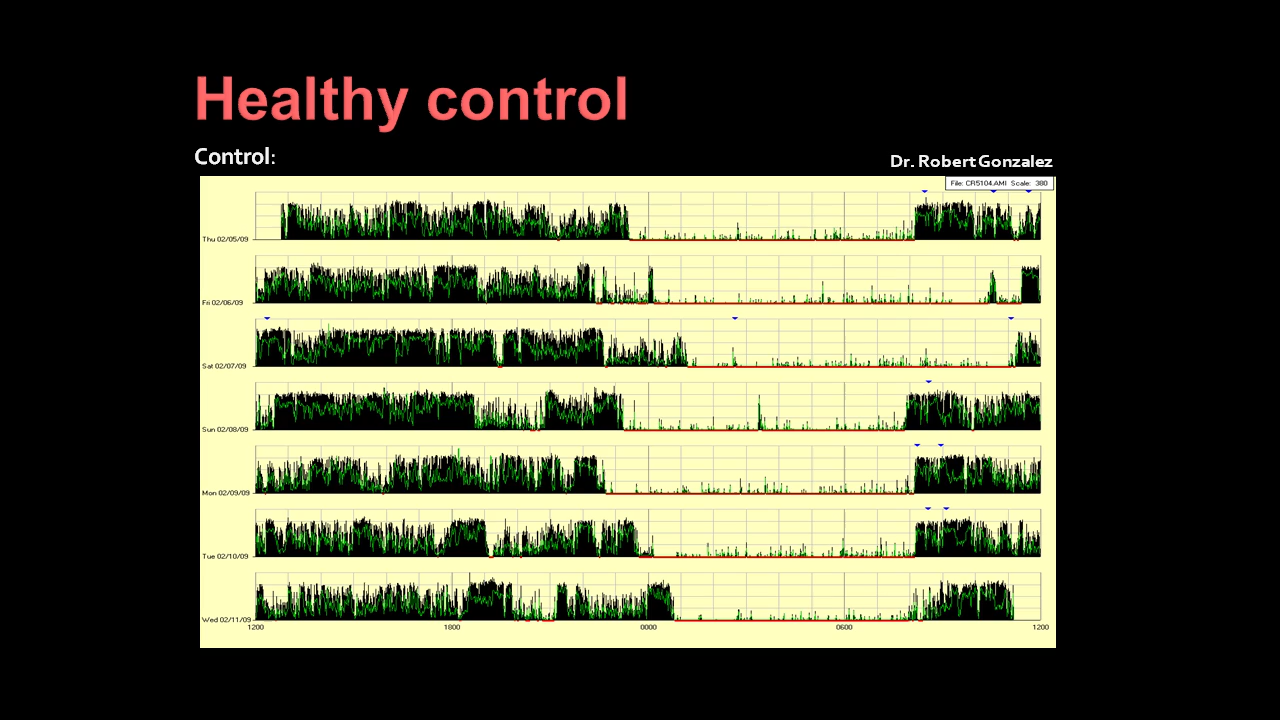 Healthy control
Control:
Dr. Robert Gonzalez
File: CR5104.AMI Scale: 380
Thu 02/05/09
Fri 02/06/09
Sat 02/07/09
Sun 02/08/09
Mon 02/09/09
Tue 02/10/09
Wed 02/11/09
1200 1800 0000 0600 1200